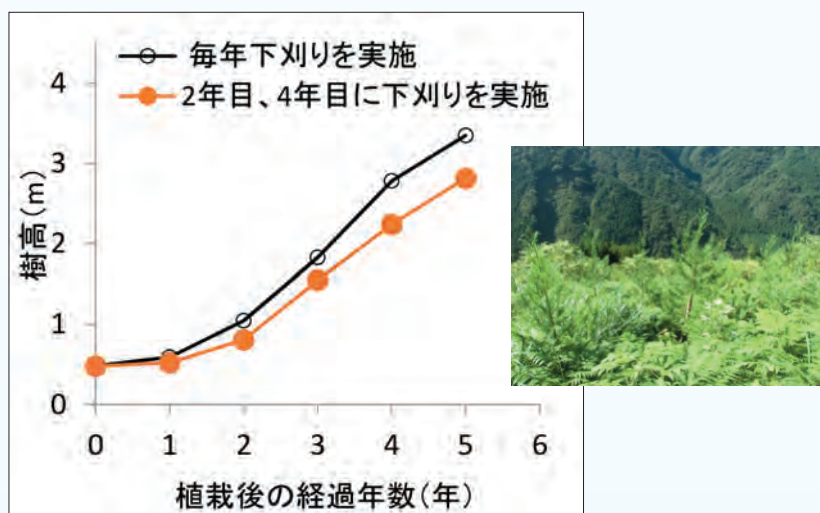 毎年下刈りを実施
2年目、4年目に下刈りを実施
樹高(m)
4
3
2
1
0
0 1 2 3 4 5 6
植栽後の経過年数(年)